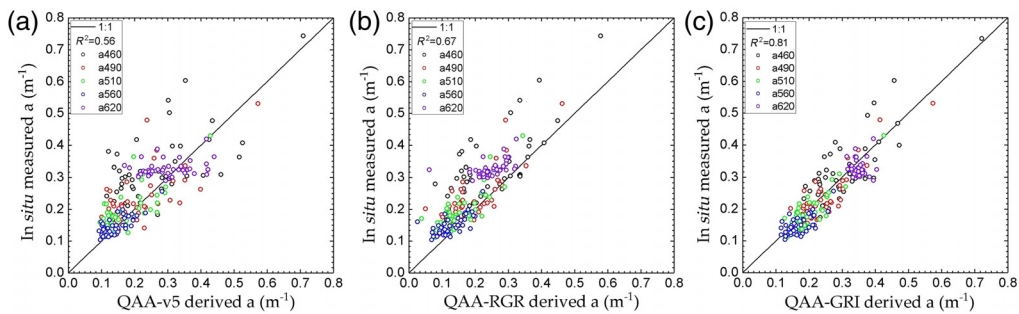 (a)
1:1
R²=0.56
a460
a490
a510
a560
a620
0.8
0.7
0.6
0.5
0.4
0.3
0.2
0.1
0.0
In situ measured a (m⁻¹)
0.0 0.1 0.2 0.3 0.4 0.5 0.6 0.7 0.8
QAA-v5 derived a (m⁻¹)
(b)
1:1
R²=0.67
a460
a490
a510
a560
a620
0.8
0.7
0.6
0.5
0.4
0.3
0.2
0.1
0.0
In situ measured a (m⁻¹)
0.0 0.1 0.2 0.3 0.4 0.5 0.6 0.7 0.8
QAA-RGR derived a (m⁻¹)
(c)
1:1
R²=0.81
a460
a490
a510
a560
a620
0.8
0.7
0.6
0.5
0.4
0.3
0.2
0.1
0.0
In situ measured a (m⁻¹)
0.0 0.1 0.2 0.3 0.4 0.5 0.6 0.7 0.8
QAA-GRI derived a (m⁻¹)